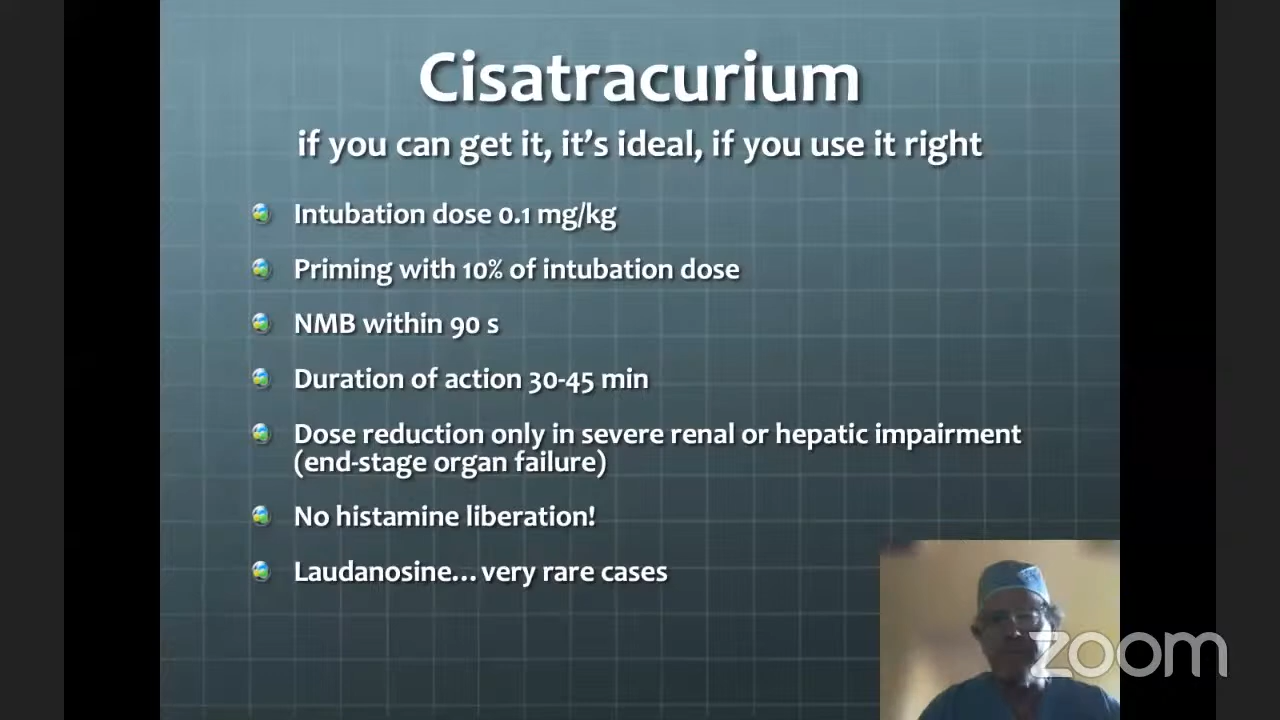 Cisatracurium
if you can get it, it's ideal, if you use it right
Intubation dose 0.1 mg/kg
Priming with 10% of intubation dose
NMB within 90 s
Duration of action 30-45 min
Dose reduction only in severe renal or hepatic impairment
(end-stage organ failure)
No histamine liberation!
Laudanosine...very rare cases
zoom